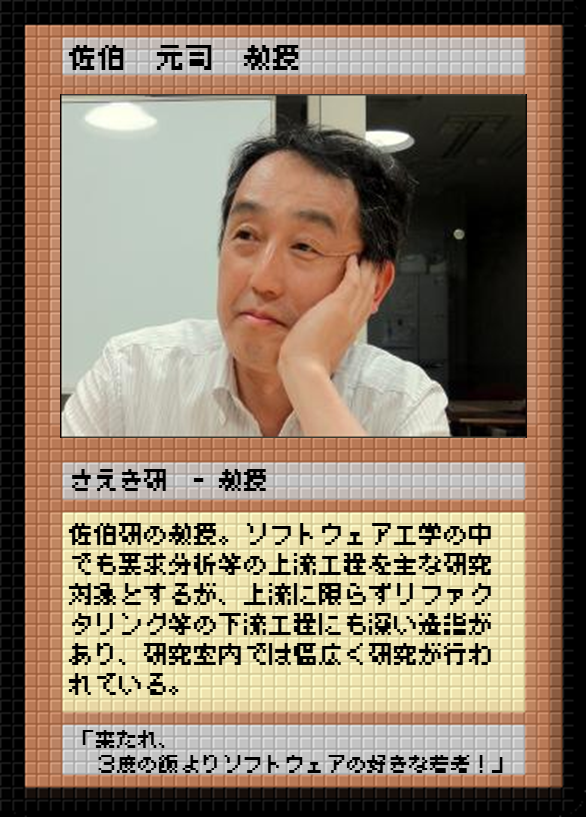 佐伯　元司　教授
さえき研　-　教授
佐伯研の教授。ソフトウェア工学の中
でも要求分析等の上流工程を主な研究
対象とするが、上流に限らずリファク
タリング等の下流工程にも深い造詣が
あり、研究室内では幅広く研究が行わ
れている。
「来たれ、
３度の飯よりソフトウェアの好きな若者！」